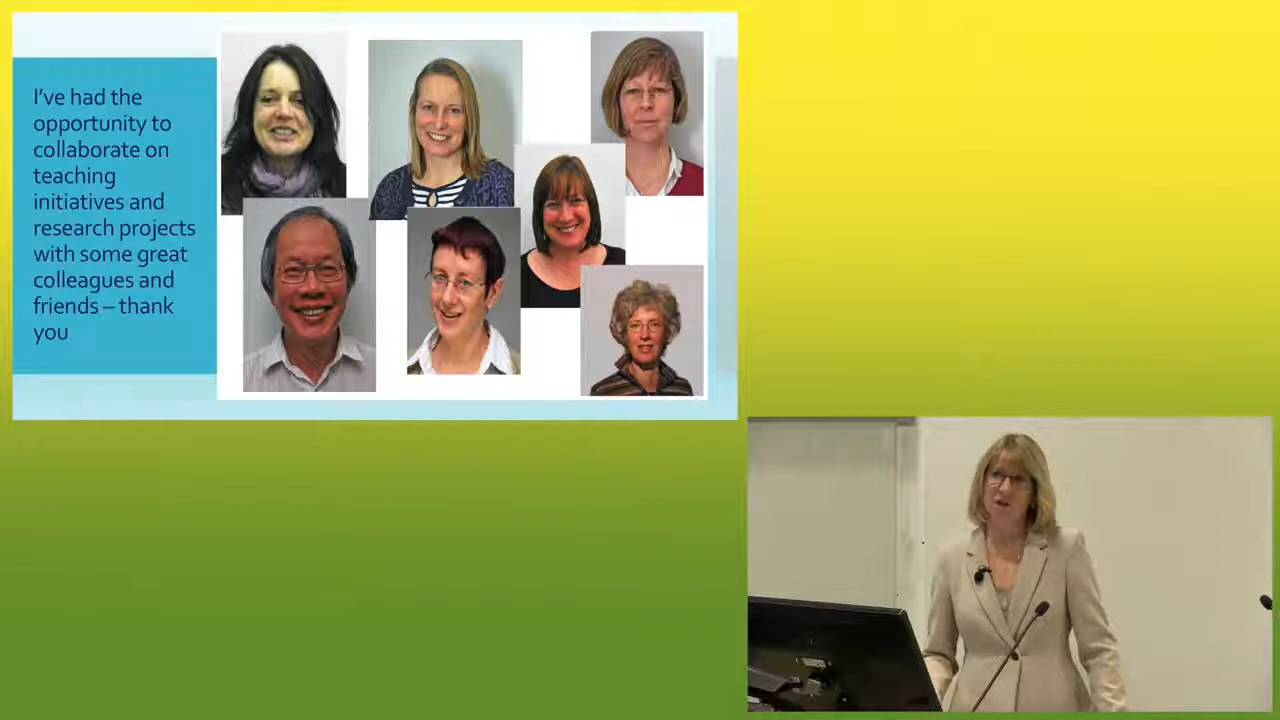 I've had the
opportunity to
collaborate on
teaching
initiatives and
research projects
with some great
colleagues and
friends – thank
you